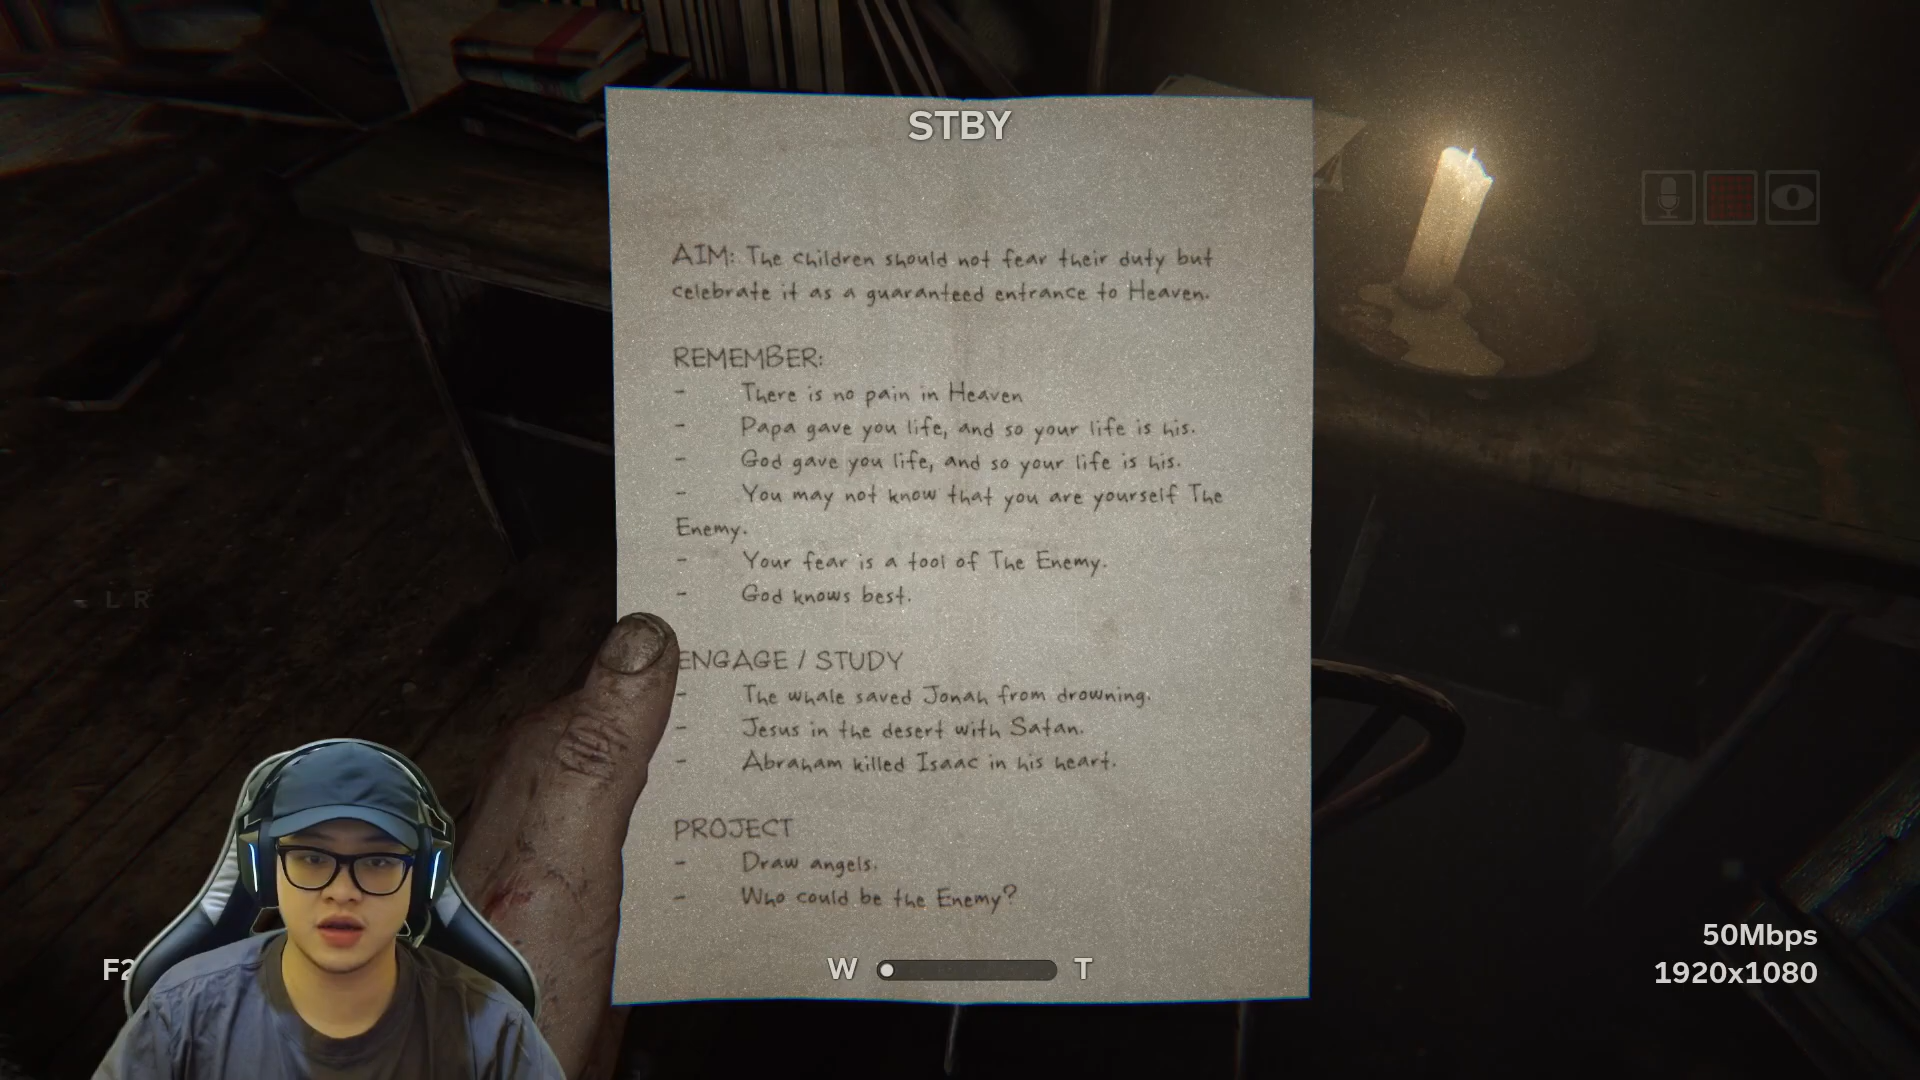 STBY
AIM: The children should not fear their duty but
celebrate it as a guaranteed entrance to Heaven.
REMEMBER:
- There is no pain in Heaven
- Papa gave you life, and so your life is his.
- God gave you life, and so your life is his.
- You may not know that you are yourself The
Enemy.
- Your fear is a tool of The Enemy.
- God knows best.
L R
ENGAGE / STUDY
- The whale saved Jonah from drowning.
- Jesus in the desert with Satan.
- Abraham killed Isaac in his heart.
PROJECT
- Draw angels.
- Who could be the Enemy?
50Mbps
W T
1920x1080